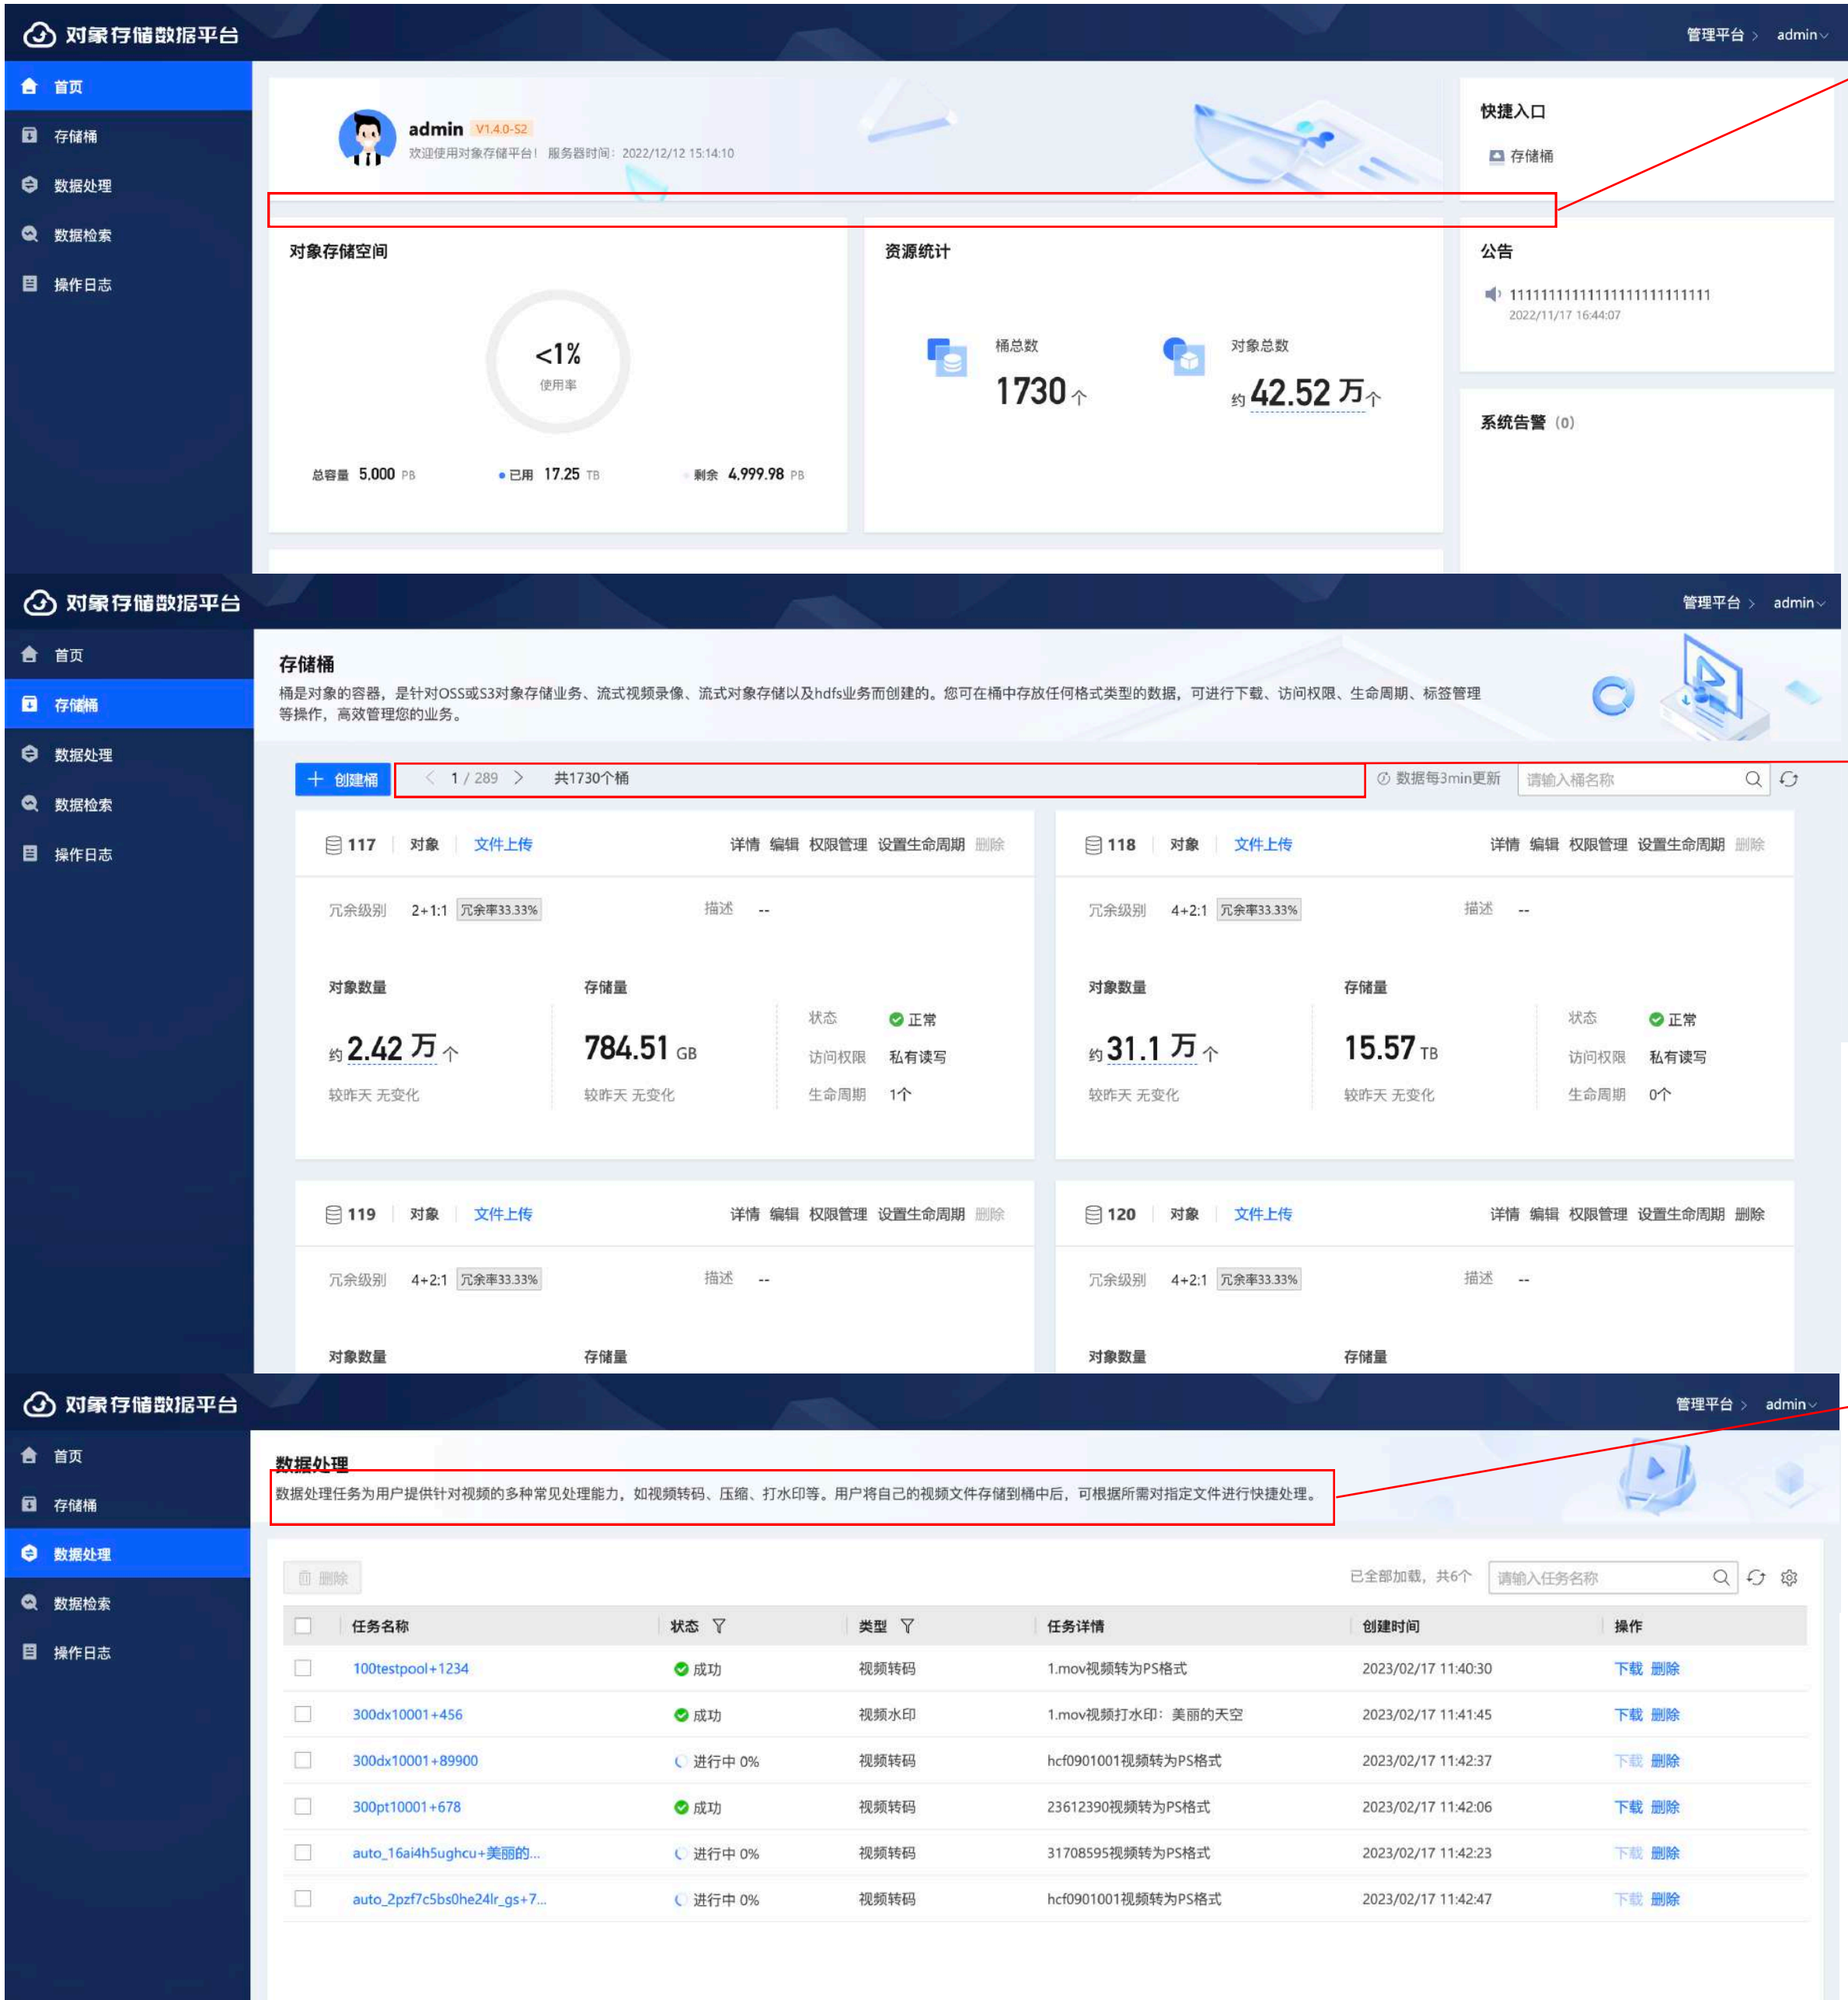 对象存储数据平台
管理平台 > admin
首页
存储桶
数据处理
数据检索
操作日志
admin V1.4.0-S2
欢迎使用对象存储平台! 服务器时间: 2022/12/12 15:14:10
快捷入口
存储桶
对象存储空间
<1%
使用率
总容量 5,000 PB
已用 17.25 TB
剩余 4,999.98 PB
资源统计
桶总数
1730 个
对象总数
约 42.52 万个
公告
11111111111111111111111111
2022/11/17 16:44:07
系统告警 (0)
对象存储数据平台
管理平台 > admin
首页
存储桶
数据处理
数据检索
操作日志
存储桶
桶是对象的容器，是针对OSS或S3对象存储业务、流式视频录像、流式对象存储以及hdfs业务而创建的。您可在桶中存放任何格式类型的数据，可进行下载、访问权限、生命周期、标签管理
等操作，高效管理您的业务。
创建桶 < 1 / 289 > 共1730个桶 数据每3min更新 请输入桶名称
117 对象 文件上传 详情 编辑 权限管理 设置生命周期 删除
冗余级别 2+1:1 冗余率33.33% 描述 --
对象数量 存储量
约 2.42 万 个 784.51 GB
较昨天 无变化 较昨天 无变化
状态 正常
访问权限 私有读写
生命周期 1个
118 对象 文件上传 详情 编辑 权限管理 设置生命周期 删除
冗余级别 4+2:1 冗余率33.33% 描述 --
对象数量 存储量
约 31.1 万 个 15.57 TB
较昨天 无变化 较昨天 无变化
状态 正常
访问权限 私有读写
生命周期 0个
119 对象 文件上传 详情 编辑 权限管理 设置生命周期 删除
冗余级别 4+2:1 冗余率33.33% 描述 --
对象数量 存储量
120 对象 文件上传 详情 编辑 权限管理 设置生命周期 删除
冗余级别 4+2:1 冗余率33.33% 描述 --
对象数量 存储量
对象存储数据平台
管理平台 > admin
首页
存储桶
数据处理
数据检索
操作日志
数据处理
数据处理任务为用户提供针对视频的多种常见处理能力，如视频转码、压缩、打水印等。用户将自己的视频文件存储到桶中后，可根据所需对指定文件进行快捷处理。
删除 已全部加载，共6个 请输入任务名称
任务名称 状态 类型 任务详情 创建时间 操作
100testpool+1234 成功 视频转码 1.mov视频转为PS格式 2023/02/17 11:40:30 下载 删除
300dx10001+456 成功 视频水印 1.mov视频打水印：美丽的天空 2023/02/17 11:41:45 下载 删除
300dx10001+89900 进行中 0% 视频转码 hcf0901001视频转为PS格式 2023/02/17 11:42:37 下载 删除
300pt10001+678 成功 视频转码 23612390视频转为PS格式 2023/02/17 11:42:06 下载 删除
auto_16ai4h5ughcu+美丽的... 进行中 0% 视频转码 31708595视频转为PS格式 2023/02/17 11:42:23 下载 删除
auto_2pzf7c5bs0he24lr_gs+7... 进行中 0% 视频转码 hcf0901001视频转为PS格式 2023/02/17 11:42:47 下载 删除